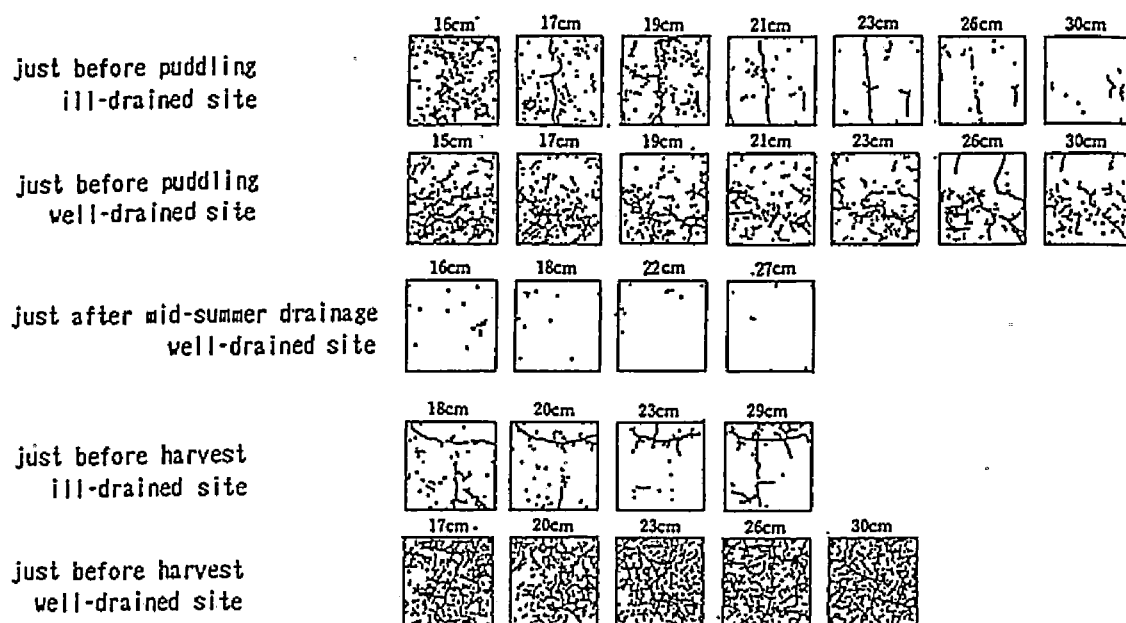 16cm 17cm 19cm 21cm 23cm 26cm 30cm
just before puddling
ill-drained site
15cm 17cm 19cm 21cm 23cm 26cm 30cm
just before puddling
well-drained site
16cm 18cm 22cm 27cm
just after mid-summer drainage
well-drained site
18cm 20cm 23cm 29cm
just before harvest
ill-drained site
17cm 20cm 23cm 26cm 30cm
just before harvest
well-drained site